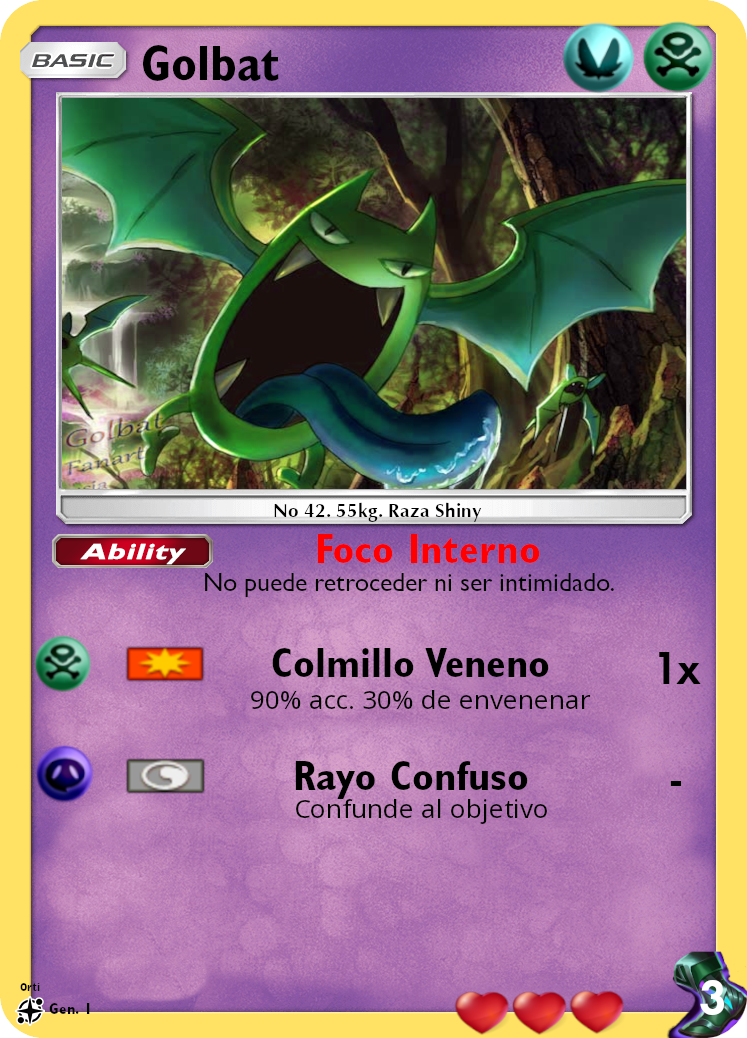 BASIC
Golbat
Golbat
Fanart
No 42. 55kg. Raza Shiny
Ability
Foco Interno
No puede retroceder ni ser intimidado.
Colmillo Veneno
1x
90% acc. 30% de envenenar
Rayo Confuso
-
Confunde al objetivo
Orti
Gen. I
3